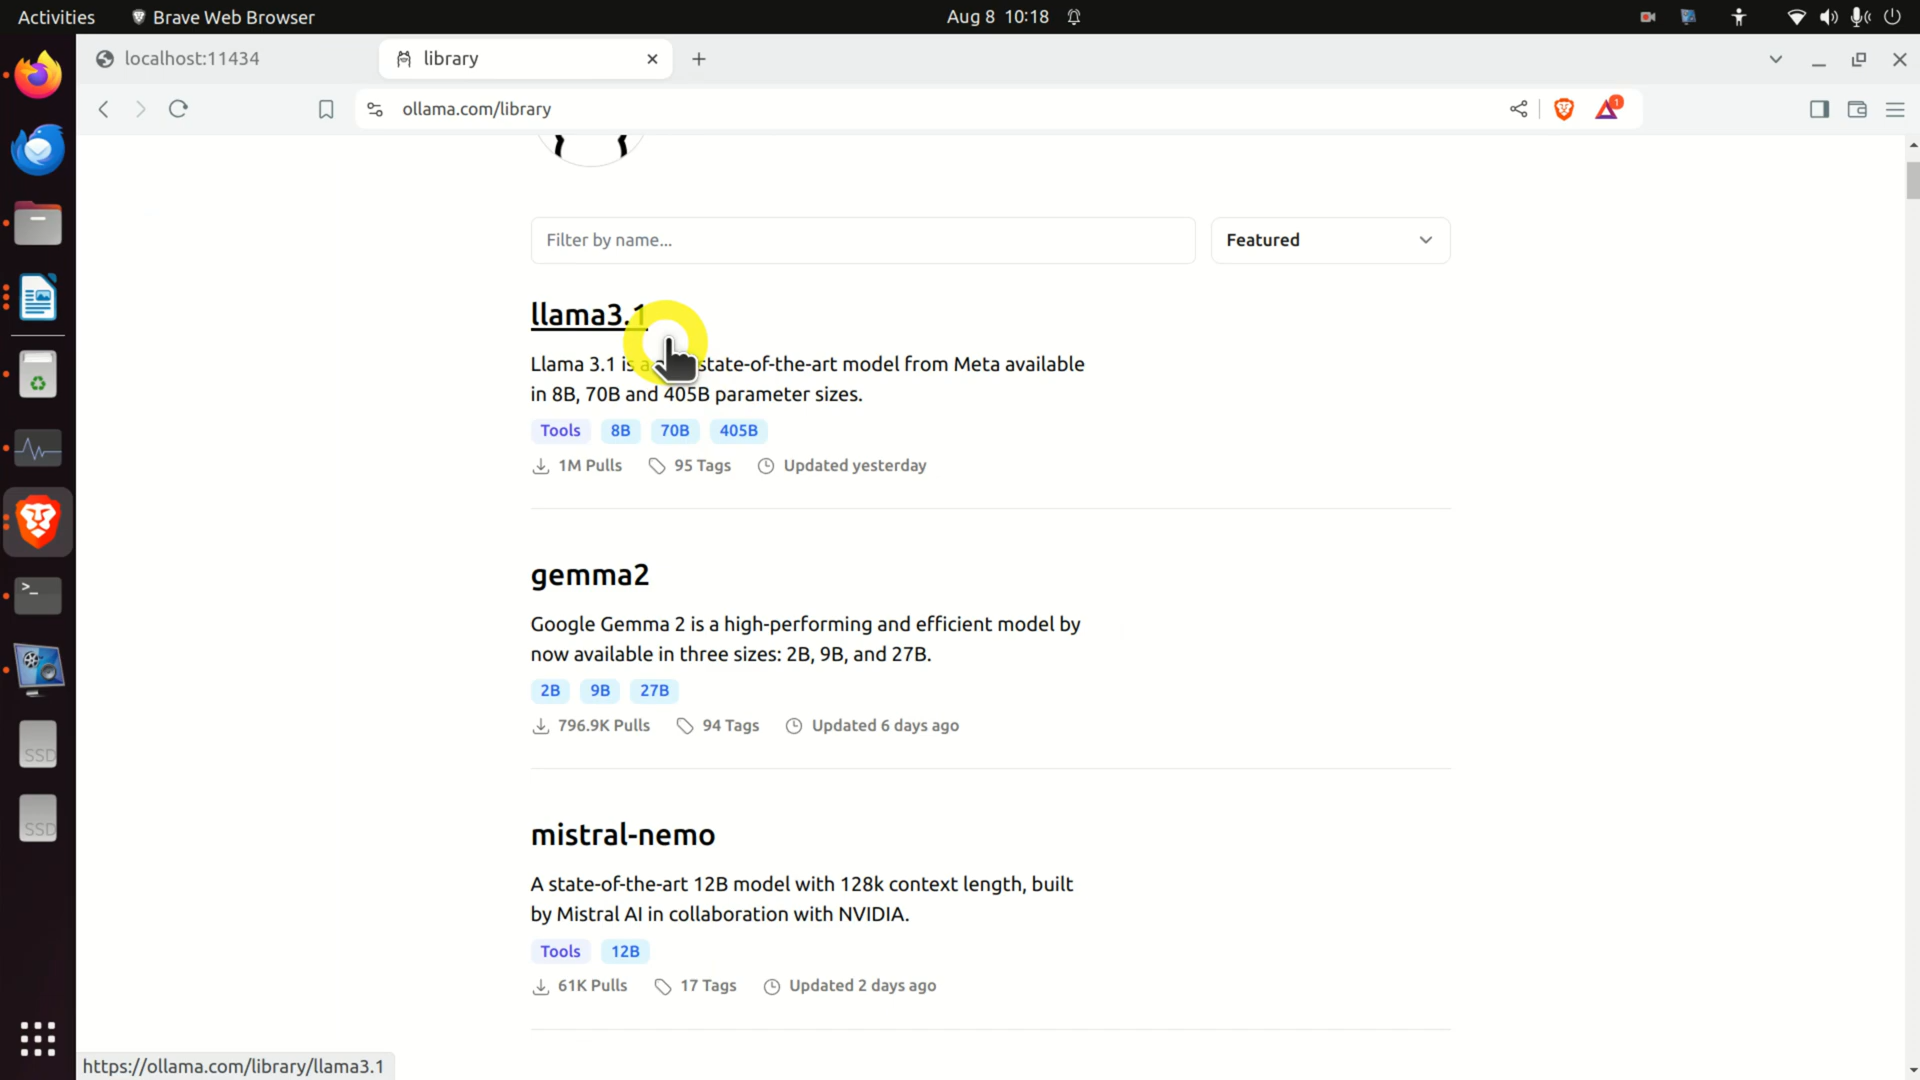 Activities
Brave Web Browser
Aug 8 10:18
localhost:11434
library
ollama.com/library
1
Filter by name...
Featured
llama3.1
Llama 3.1 is a state-of-the-art model from Meta available
in 8B, 70B and 405B parameter sizes.
Tools 8B 70B 405B
1M Pulls 95 Tags Updated yesterday
gemma2
Google Gemma 2 is a high-performing and efficient model by
now available in three sizes: 2B, 9B, and 27B.
2B 9B 27B
796.9K Pulls 94 Tags Updated 6 days ago
mistral-nemo
A state-of-the-art 12B model with 128k context length, built
by Mistral AI in collaboration with NVIDIA.
Tools 12B
61K Pulls 17 Tags Updated 2 days ago
SSD
SSD
https://ollama.com/library/llama3.1